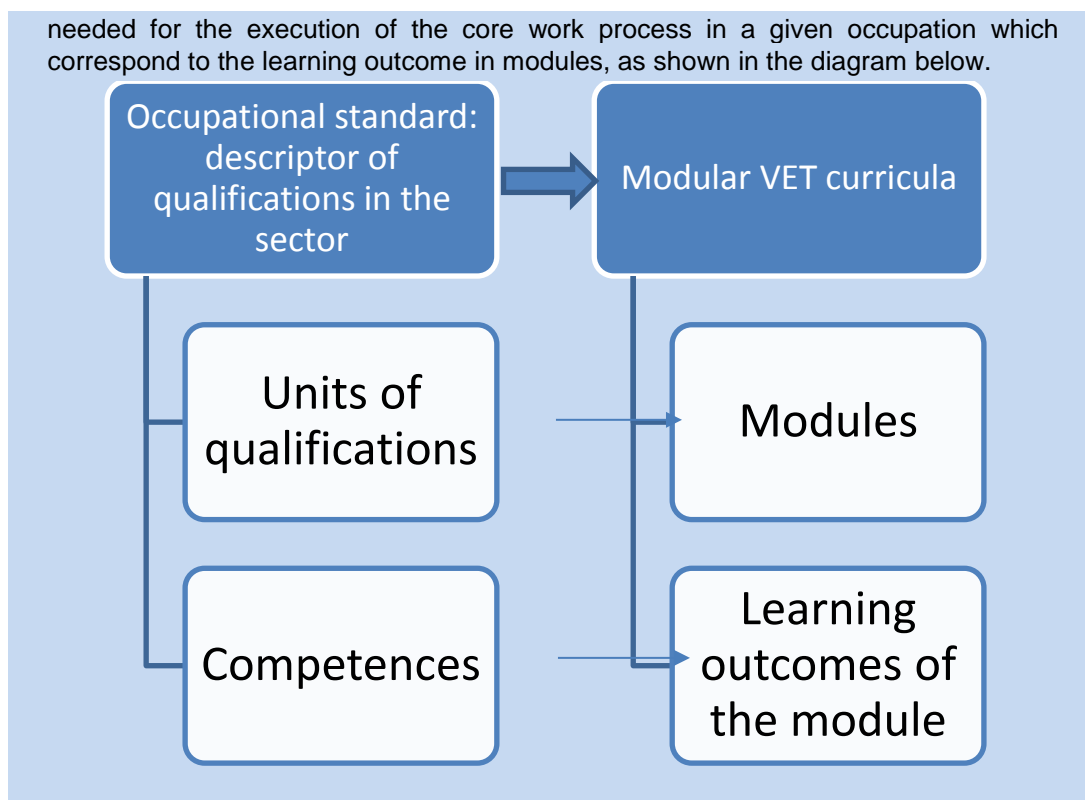 needed for the execution of the core work process in a given occupation which
correspond to the learning outcome in modules, as shown in the diagram below.
Occupational standard:
descriptor of
qualifications in the
sector
Modular VET curricula
Units of
qualifications
Modules
Competences
Learning
outcomes of
the module